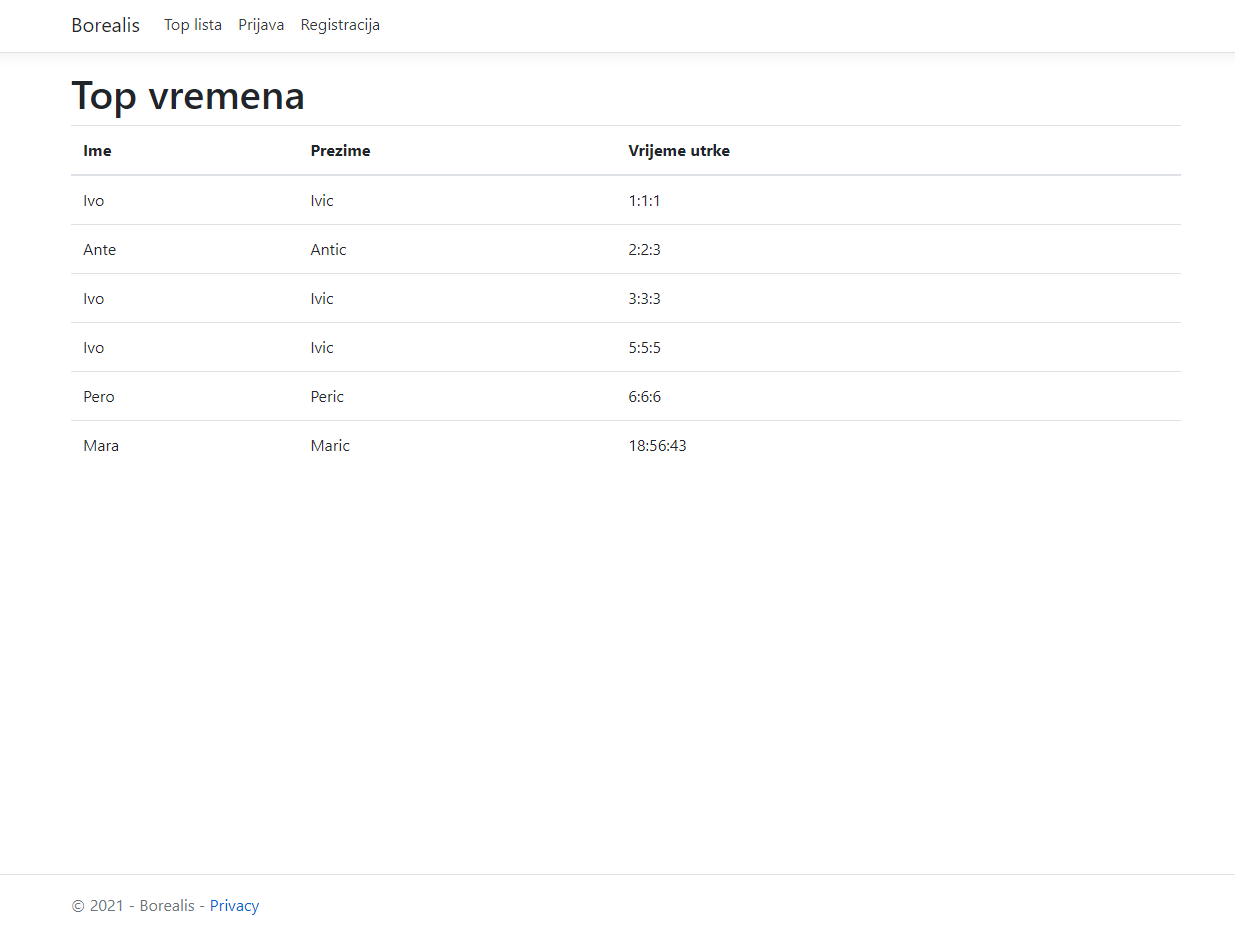 Borealis Top lista Prijava Registracija
Top vremena
Ime Prezime Vrijeme utrke
Ivo Ivic 1:1:1
Ante Antic 2:2:3
Ivo Ivic 3:3:3
Ivo Ivic 5:5:5
Pero Peric 6:6:6
Mara Maric 18:56:43
© 2021 - Borealis - Privacy